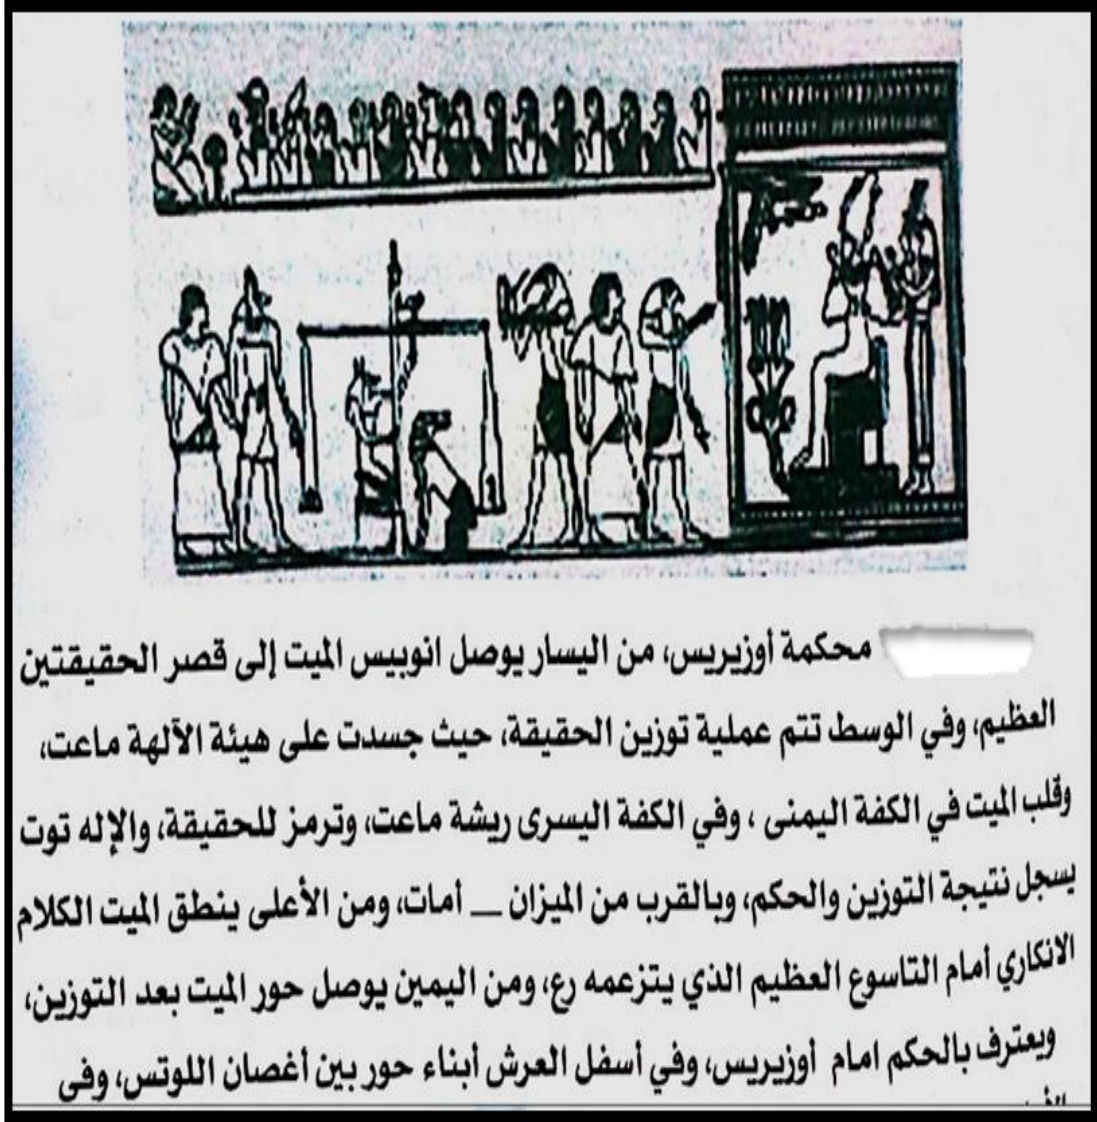 محكمة أوزيريس، من اليسار يوصل انوبيس الميت إلى قصر الحقيقتين
العظيم، وفي الوسط تتم عملية توزين الحقيقة، حيث جسدت على هيئة الآلهة ماعت،
وقلب الميت في الكفة اليمنى ، وفي الكفة اليسرى ريشة ماعت، وترمز للحقيقة، والإله توت
يسجل نتيجة التوزين والحكم، وبالقرب من الميزان _ أمات، ومن الأعلى ينطق الميت الكلام
الانكاري أمام التاسوع العظيم الذي يتزعمه رع، ومن اليمين يوصل حور الميت بعد التوزين،
ويعترف بالحكم امام أوزيريس، وفي أسفل العرش أبناء حور بين أغصان اللوتس، وفى